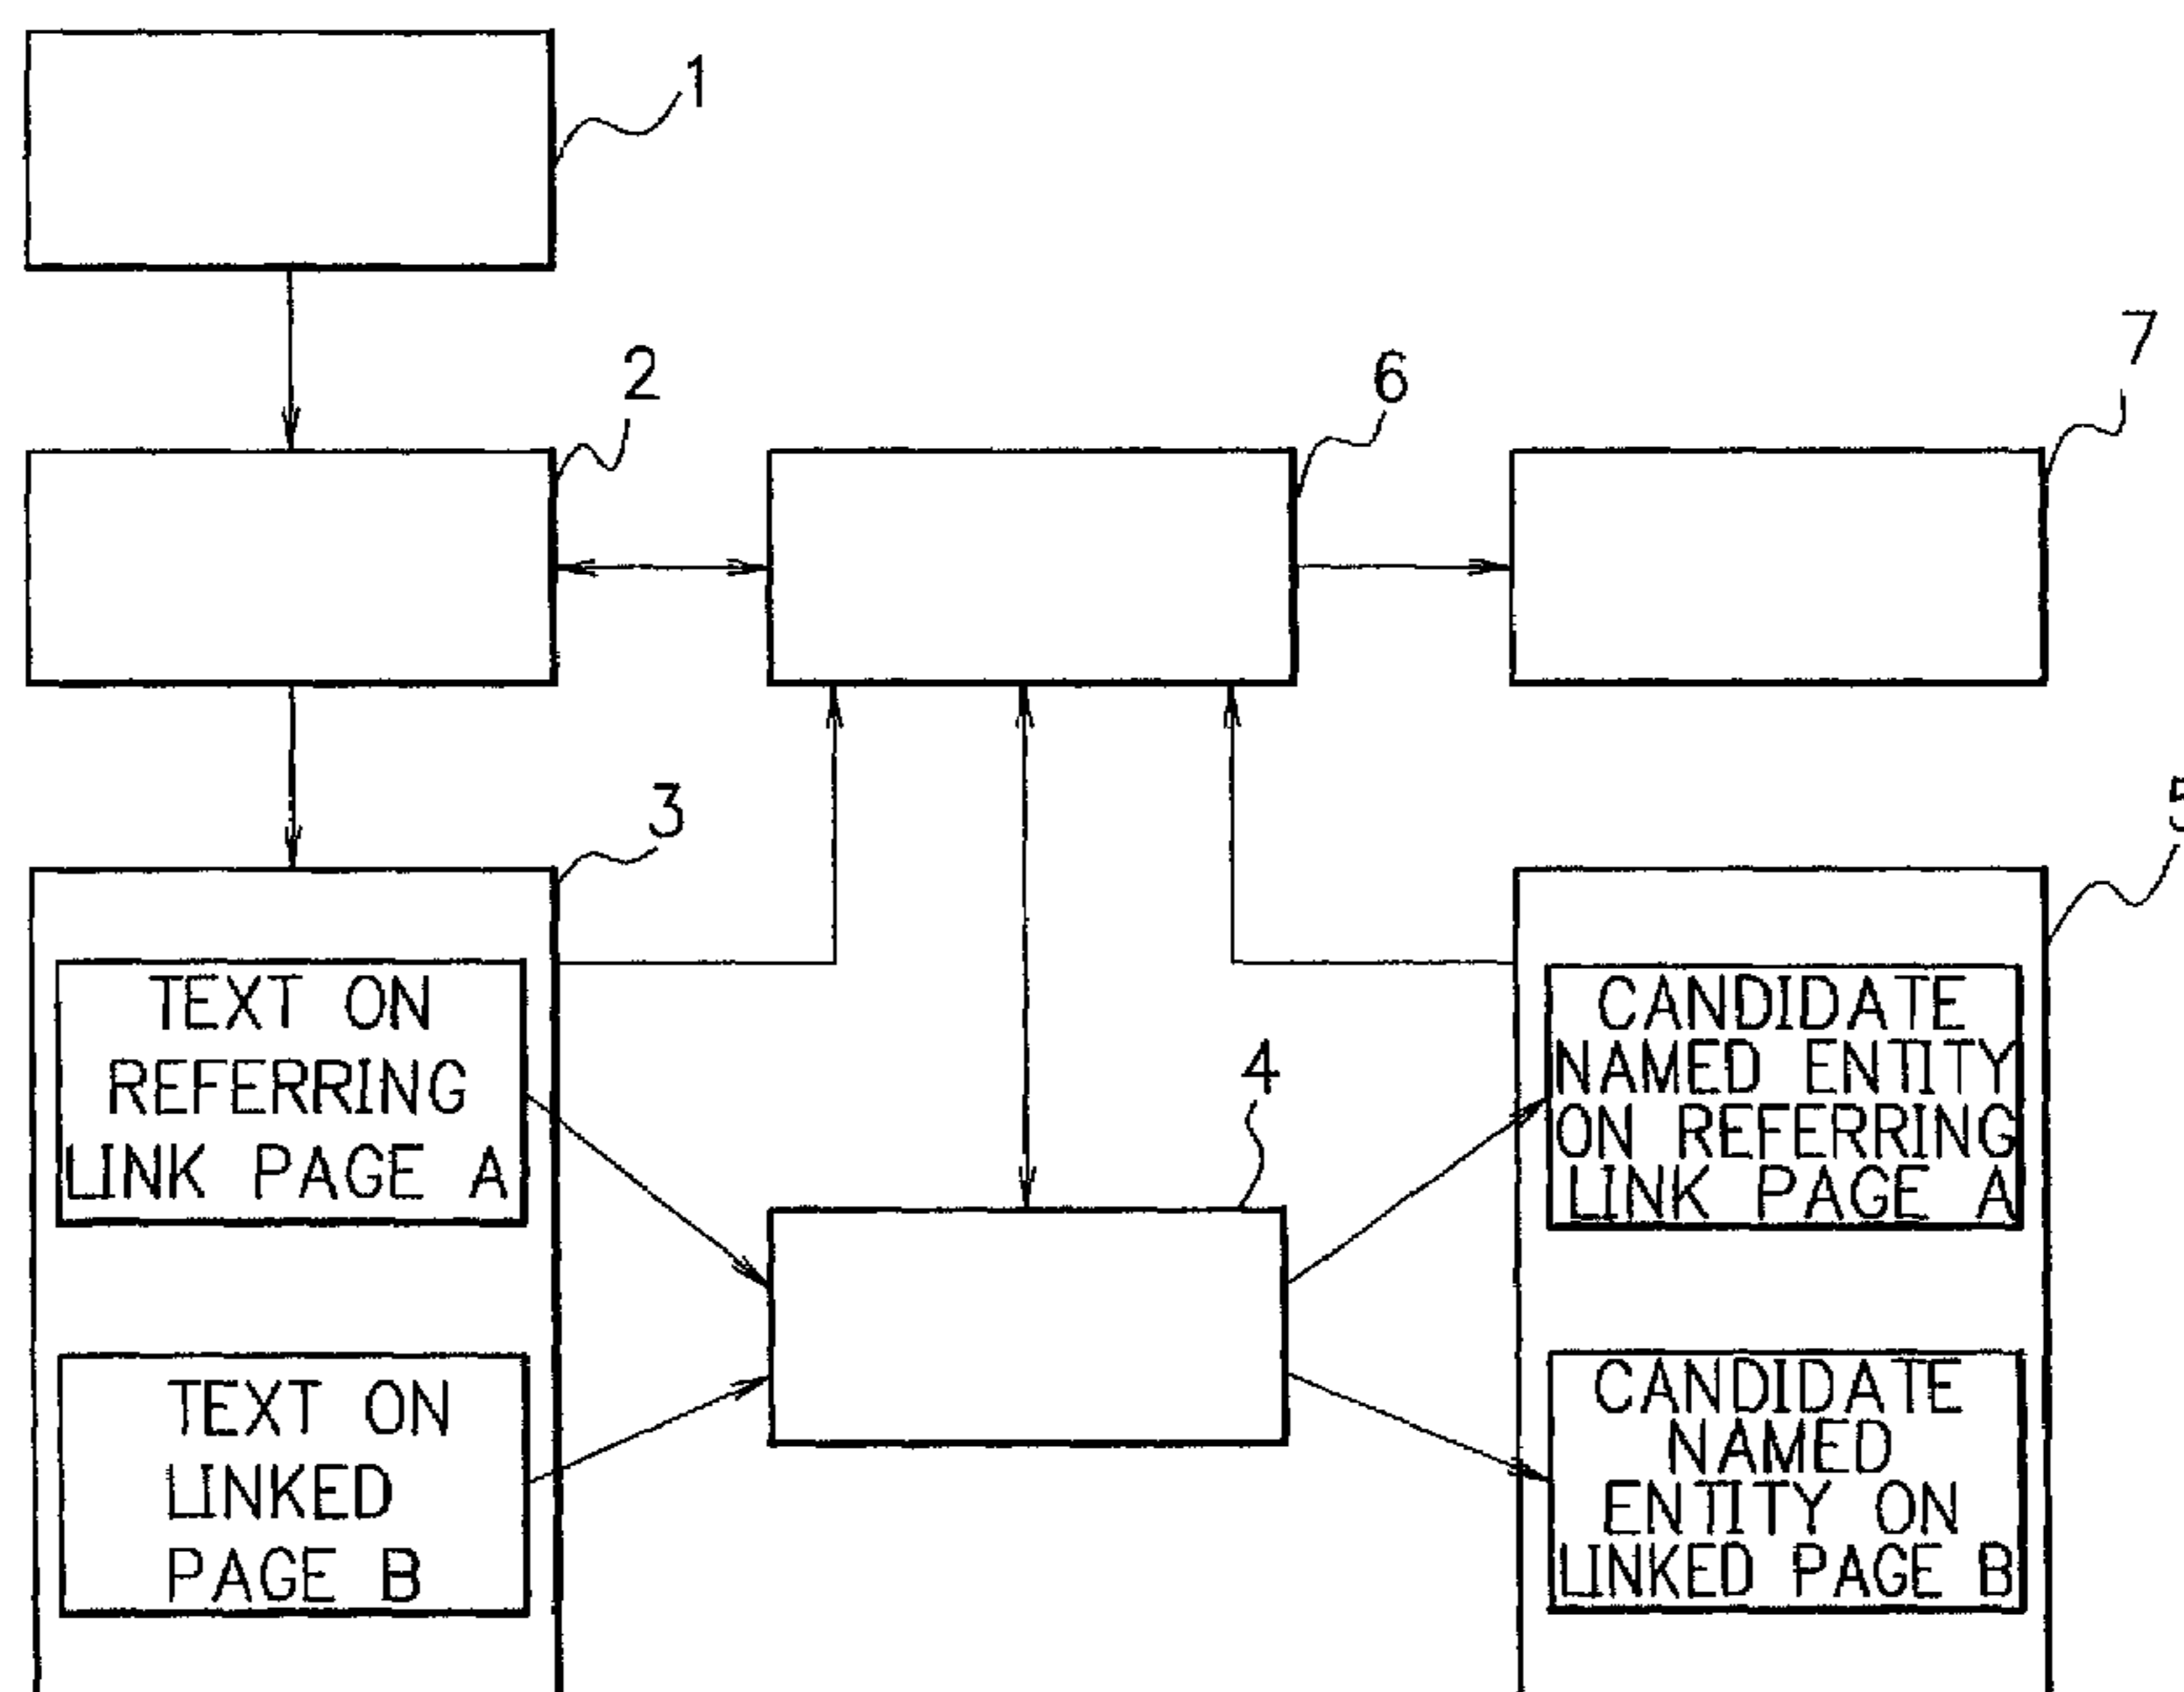 1
2
6
7
3
5
TEXT ON
REFERRING
LINK PAGE A
CANDIDATE
NAMED ENTITY
ON REFERRING
LINK PAGE A
4
TEXT ON
LINKED
PAGE B
CANDIDATE
NAMED
ENTITY ON
LINKED PAGE B